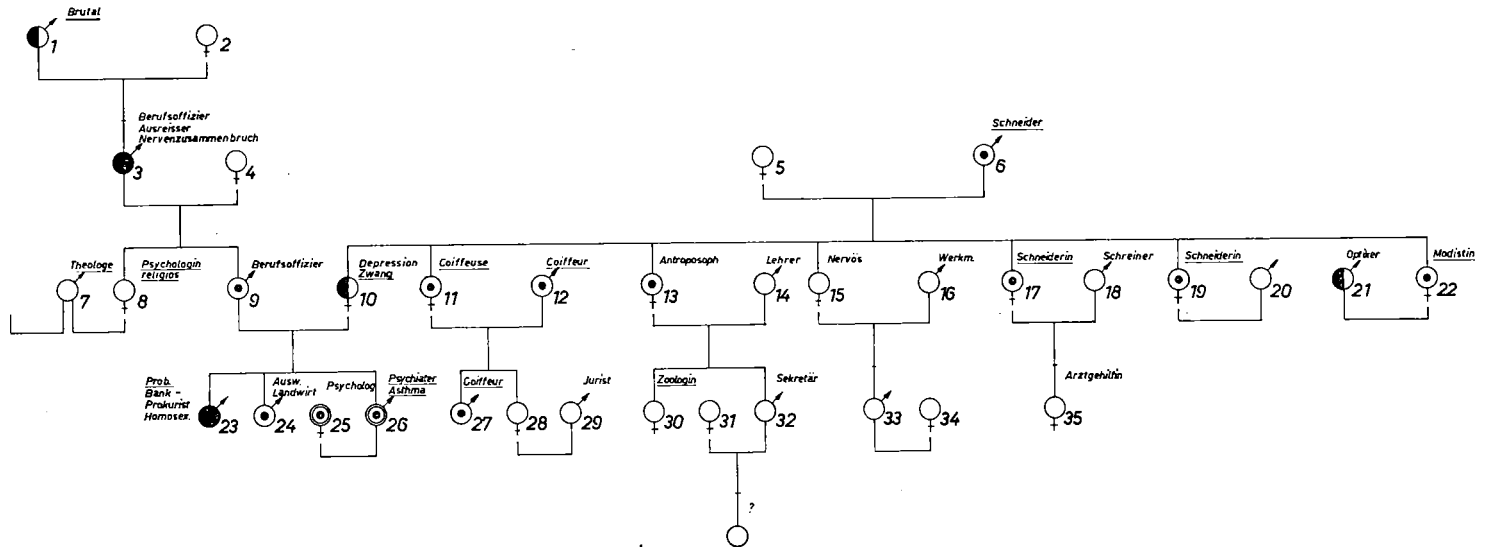 Brutal
1
2
Berufsoffizier
Ausreisser
Nervenzusammenbruch
3
4
5
Schneider
6
Theologe
7
Psychologin
religiös
8
Berufsoffizier
9
Depression
Zwang
10
Coiffeuse
11
Coiffeur
12
Antroposoph
13
Lehrer
14
Nervös
15
Werkm.
16
Schneiderin
17
Schreiner
18
Schneiderin
19
20
Optiker
21
Modistin
22
Prob.
Bank -
Prokurist
Homosex.
23
Ausw.
Landwirt
24
Psycholog
25
Psychiater
Asthma
26
Coiffeur
27
28
Jurist
29
Zoologin
30
31
Sekretär
32
33
34
Arztgehilfin
35
?